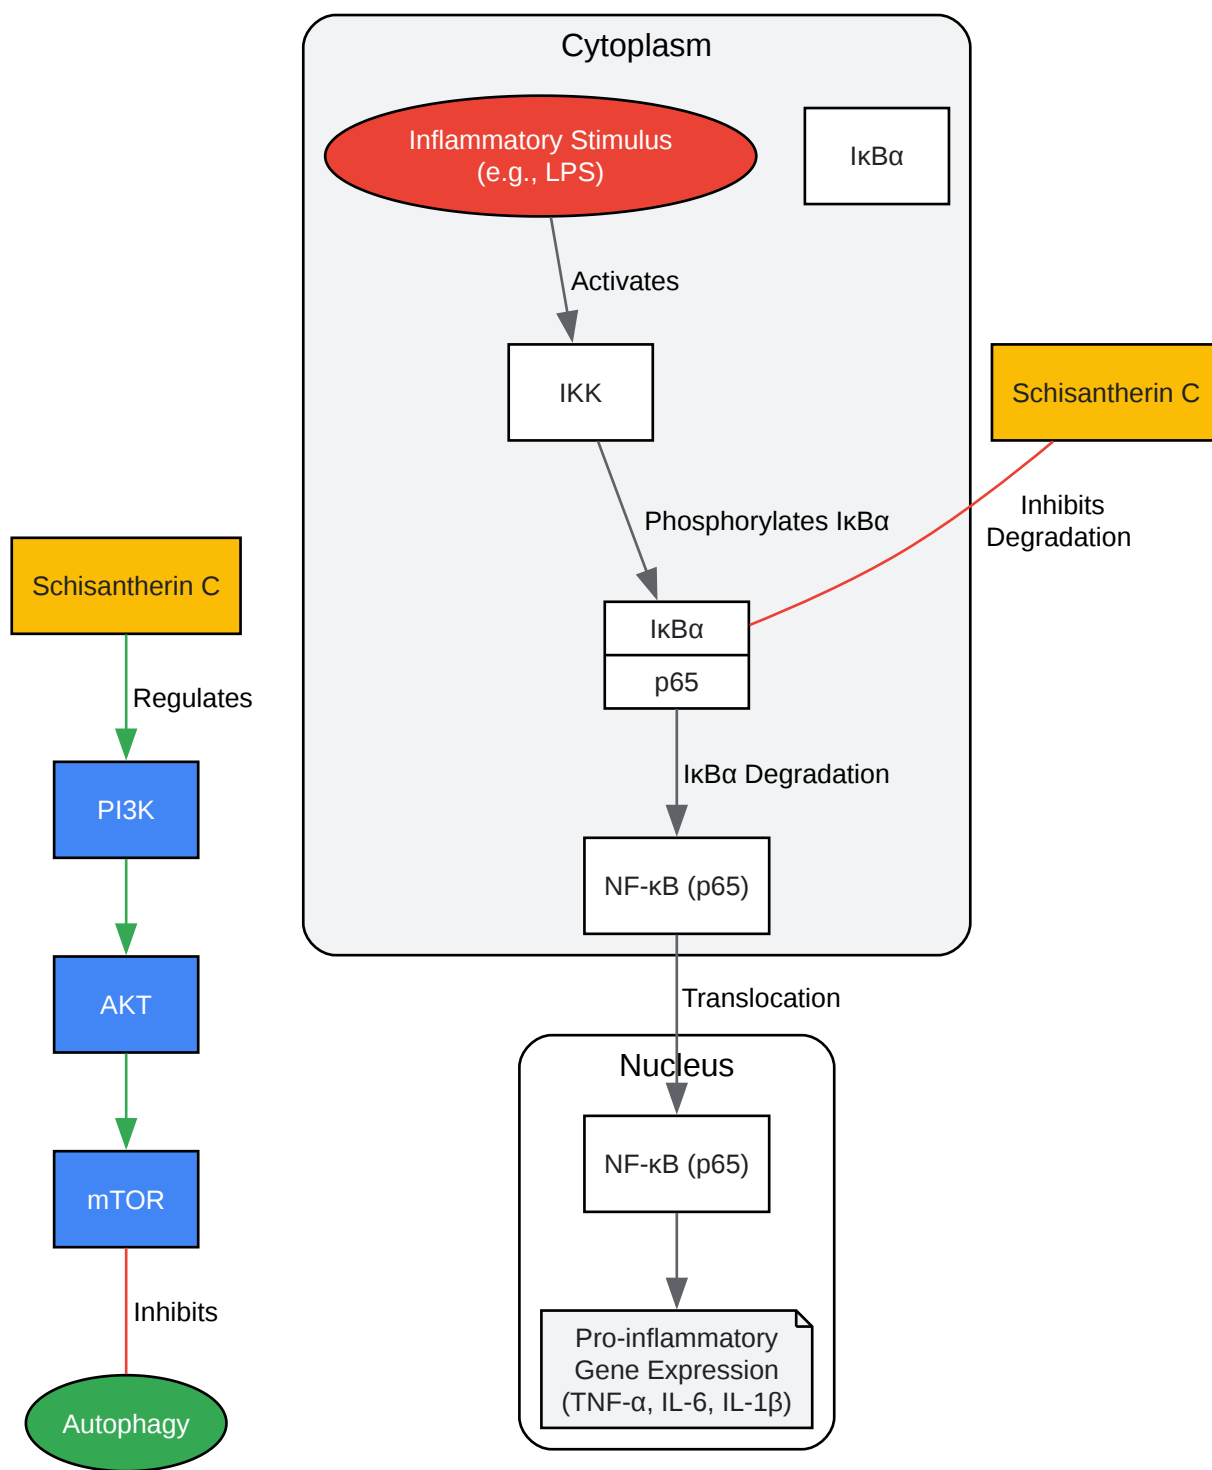 Cytoplasm
Inflammatory Stimulus
(e.g., LPS)
IκBα
Activates
IKK
Schisantherin C
Phosphorylates IκBα
Inhibits
Degradation
IκBα
p65
IκBα Degradation
NF-κB (p65)
Translocation
Nucleus
NF-κB (p65)
Pro-inflammatory
Gene Expression
(TNF-α, IL-6, IL-1β)
Schisantherin C
Regulates
PI3K
AKT
mTOR
Inhibits
Autophagy